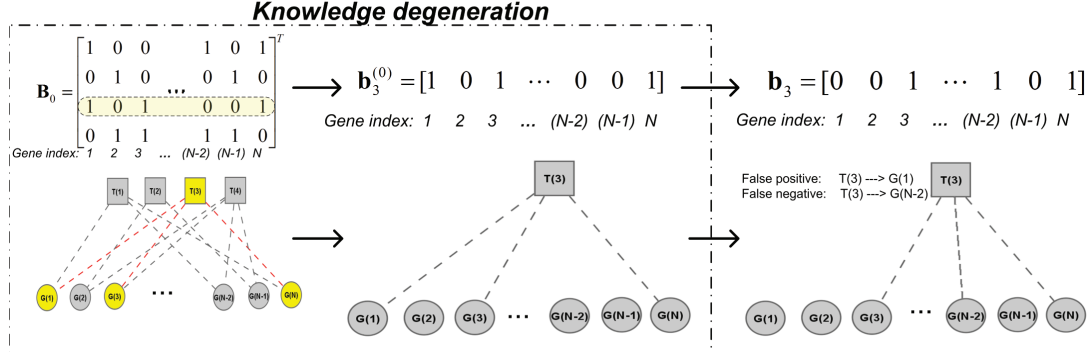 Knowledge degeneration
B₀ = [1 0 0 1 0 1
0 1 0 0 1 0
...
1 0 1 0 0 1
0 1 1 1 1 0]ᵀ
Gene index: 1 2 3 ... (N-2) (N-1) N
T(1) T(2) T(3) T(4)
G(1) G(2) G(3) ... G(N-2) G(N-1) G(N)
b₃⁽⁰⁾ = [1 0 1 ⋯ 0 0 1]
Gene index: 1 2 3 ... (N-2) (N-1) N
T(3)
G(1) G(2) G(3) ... G(N-2) G(N-1) G(N)
b₃ = [0 0 1 ⋯ 1 0 1]
Gene index: 1 2 3 ... (N-2) (N-1) N
False positive: T(3) ---> G(1)
False negative: T(3) ---> G(N-2)
T(3)
G(1) G(2) G(3) ... G(N-2) G(N-1) G(N)